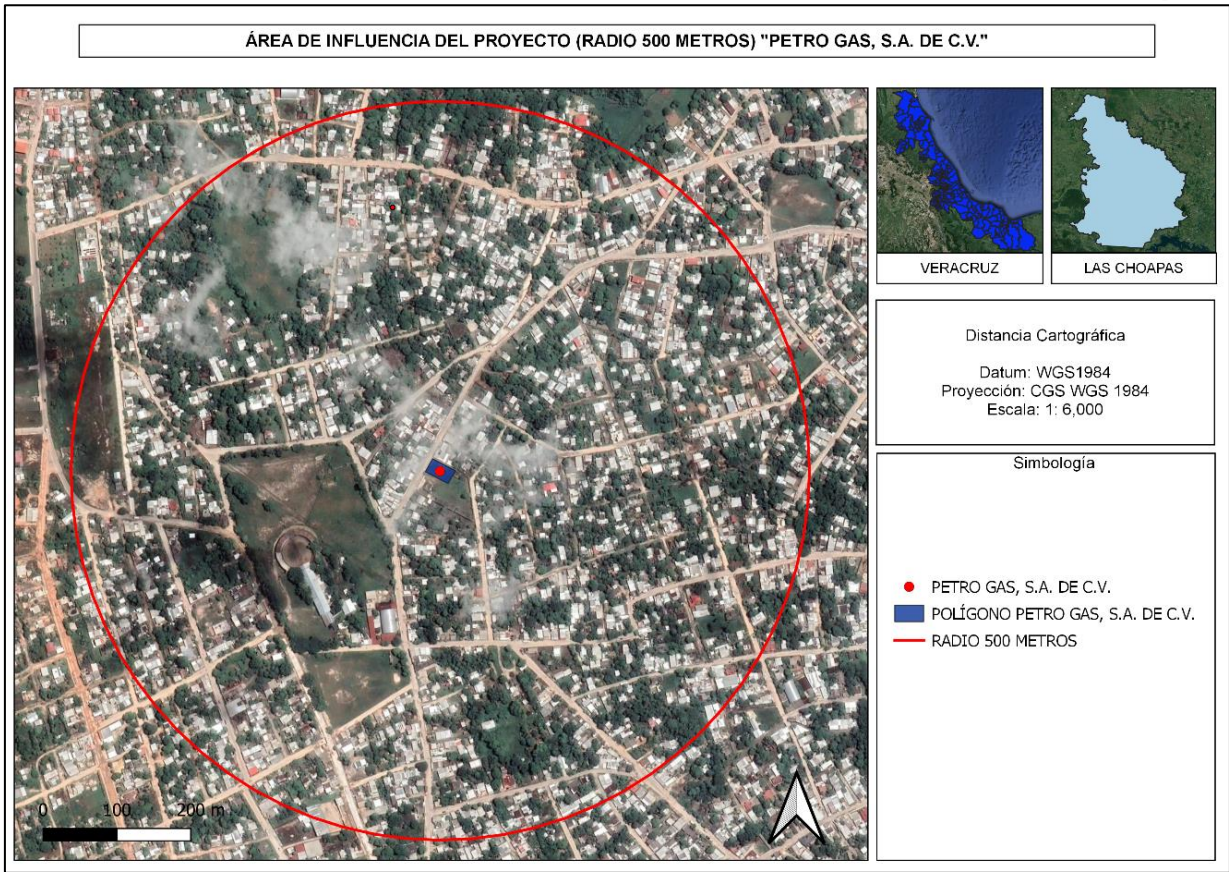 ÁREA DE INFLUENCIA DEL PROYECTO (RADIO 500 METROS) "PETRO GAS, S.A. DE C.V."
VERACRUZ
LAS CHOAPAS
Distancia Cartográfica
Datum: WGS1984
Proyección: CGS WGS 1984
Escala: 1: 6,000
Simbología
PETRO GAS, S.A. DE C.V.
POLÍGONO PETRO GAS, S.A. DE C.V.
RADIO 500 METROS
0 100 200 m